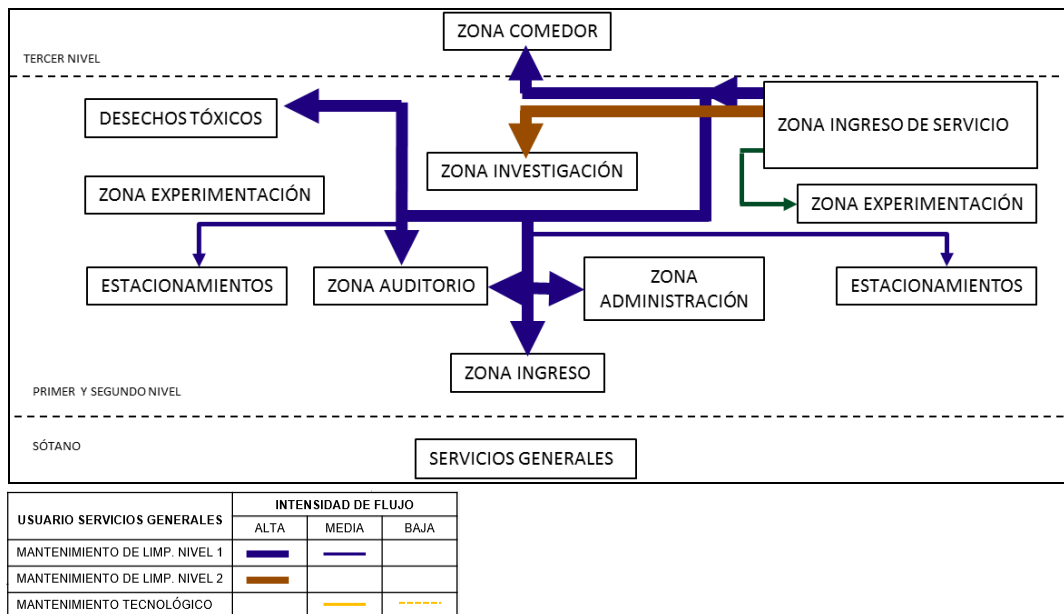 ZONA COMEDOR
TERCER NIVEL
DESECHOS TÓXICOS
ZONA INGRESO DE SERVICIO
ZONA INVESTIGACIÓN
ZONA EXPERIMENTACIÓN
ZONA EXPERIMENTACIÓN
ESTACIONAMIENTOS
ZONA AUDITORIO
ZONA
ADMINISTRACIÓN
ESTACIONAMIENTOS
ZONA INGRESO
PRIMER Y SEGUNDO NIVEL
SÓTANO
SERVICIOS GENERALES
USUARIO SERVICIOS GENERALES
INTENSIDAD DE FLUJO
ALTA MEDIA BAJA
MANTENIMIENTO DE LIMP. NIVEL 1
MANTENIMIENTO DE LIMP. NIVEL 2
MANTENIMIENTO TECNOLÓGICO